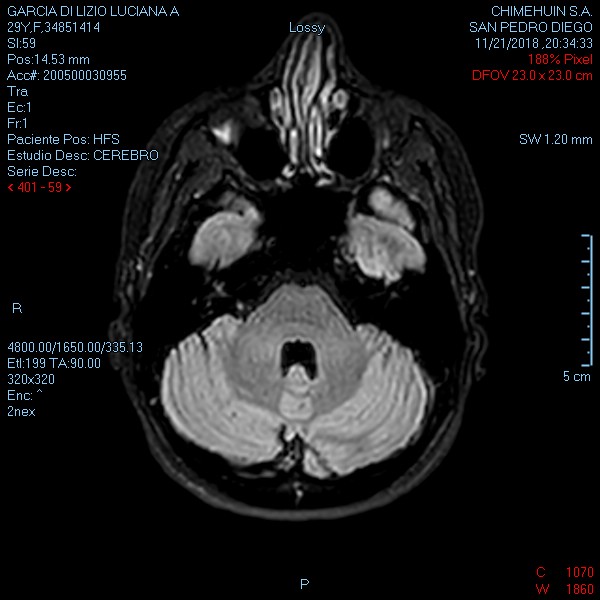 GARCIA DI LIZIO LUCIANA A
29Y,F,34851414
Sl:59
Pos:14.53 mm
Acc#: 200500030955
Tra
Ec:1
Fr:1
Paciente Pos: HFS
Estudio Desc: CEREBRO
Serie Desc:
< 401 - 59 >
Lossy
CHIMEHUIN S.A.
SAN PEDRO DIEGO
11/21/2018 ,20:34:33
188% Pixel
DFOV 23.0 x 23.0 cm
SW 1.20 mm
R
4800.00/1650.00/335.13
Etl:199 TA:90.00
320x320
Enc: ^
2nex
5 cm
P
C 1070
W 1860